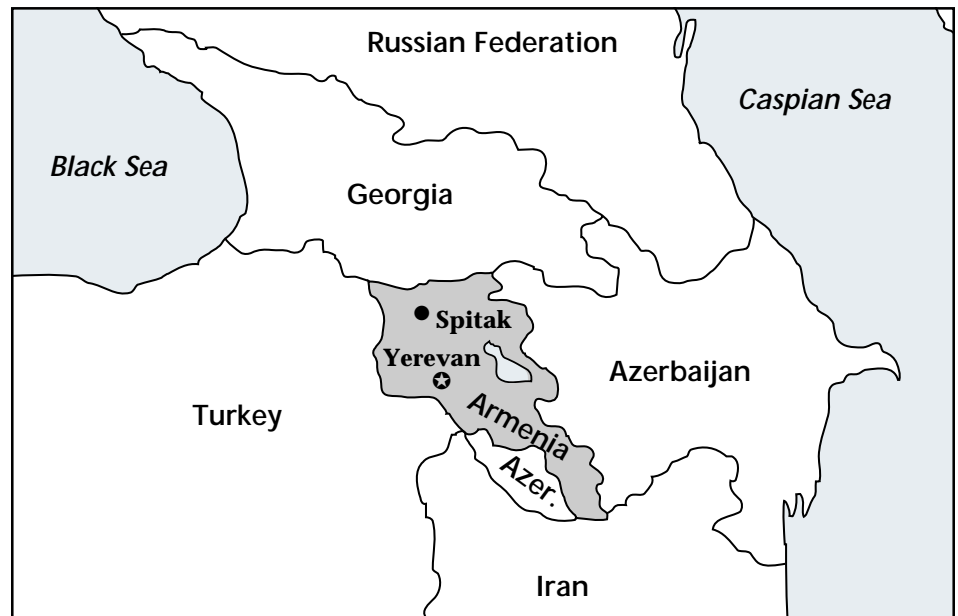 Russian Federation
Caspian Sea
Black Sea
Georgia
Spitak
Yerevan
Azerbaijan
Turkey
Armenia
Azer.
Iran